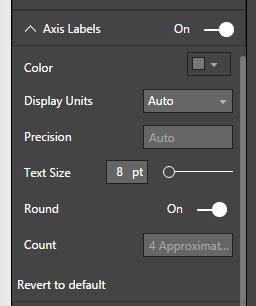 Axis Labels On
Color
Display Units Auto
Precision Auto
Text Size 8 pt
Round On
Count 4 Approximat...
Revert to default